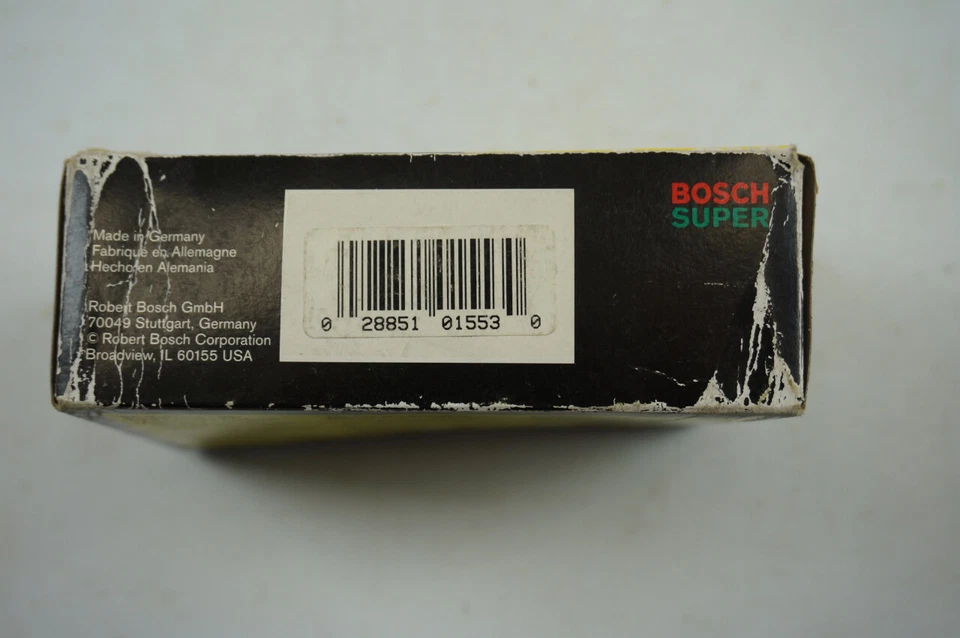 BOSCH
SUPER
Made in Germany
Fabriqué en Allemagne
Hecho en Alemania
Robert Bosch GmbH
70049 Stuttgart, Germany
© Robert Bosch Corporation
Broadview, IL 60155 USA
0 28851 01553 0